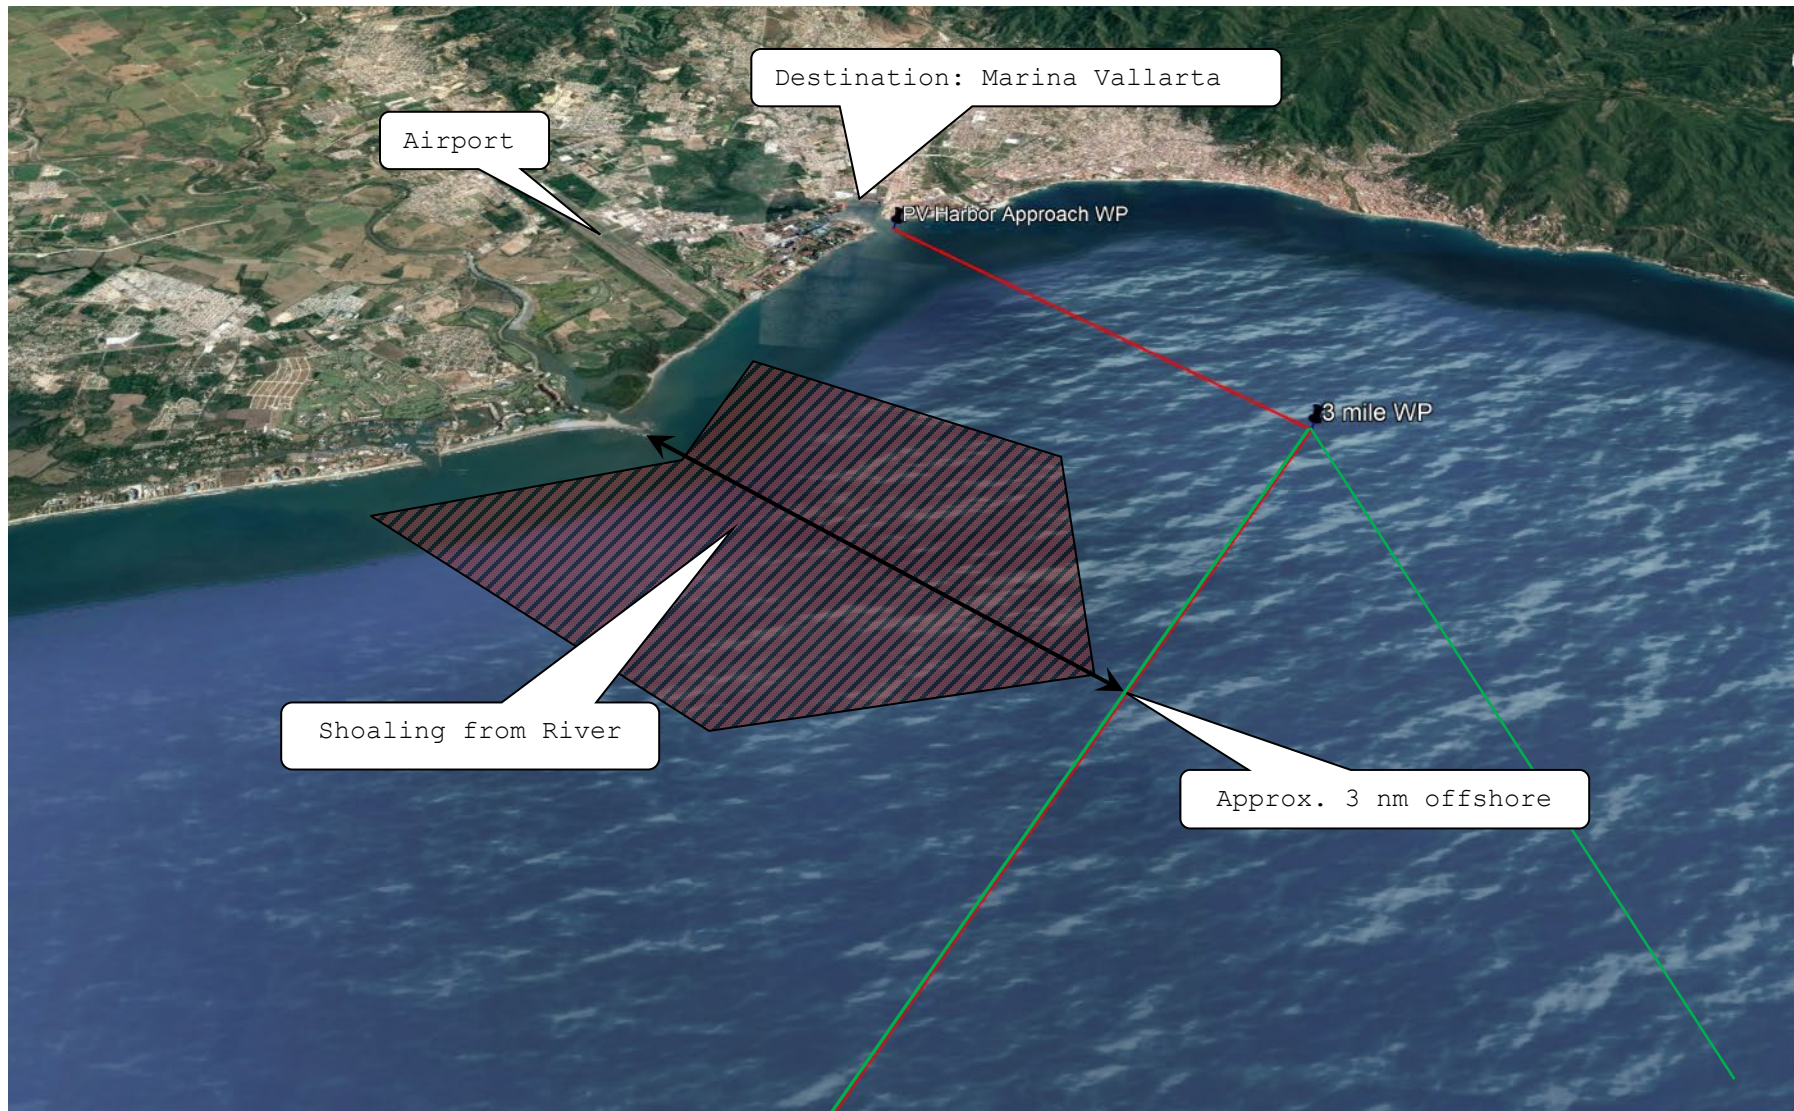 Destination: Marina Vallarta
Airport
PV Harbor Approach WP
3 mile WP
Shoaling from River
Approx. 3 nm offshore